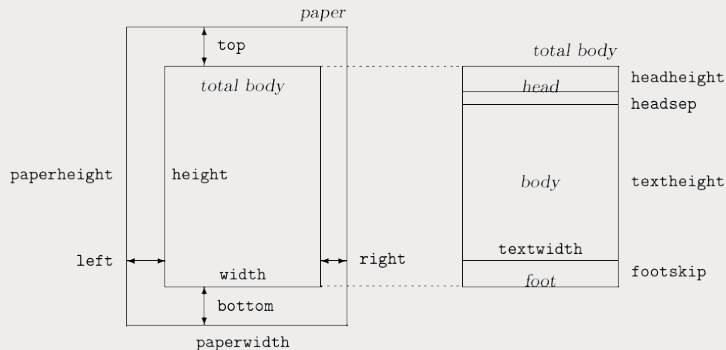 paper
top
total body
total body
head
headheight
headsep
paperheight
height
body
textheight
left
right
textwidth
width
foot
footskip
bottom
paperwidth